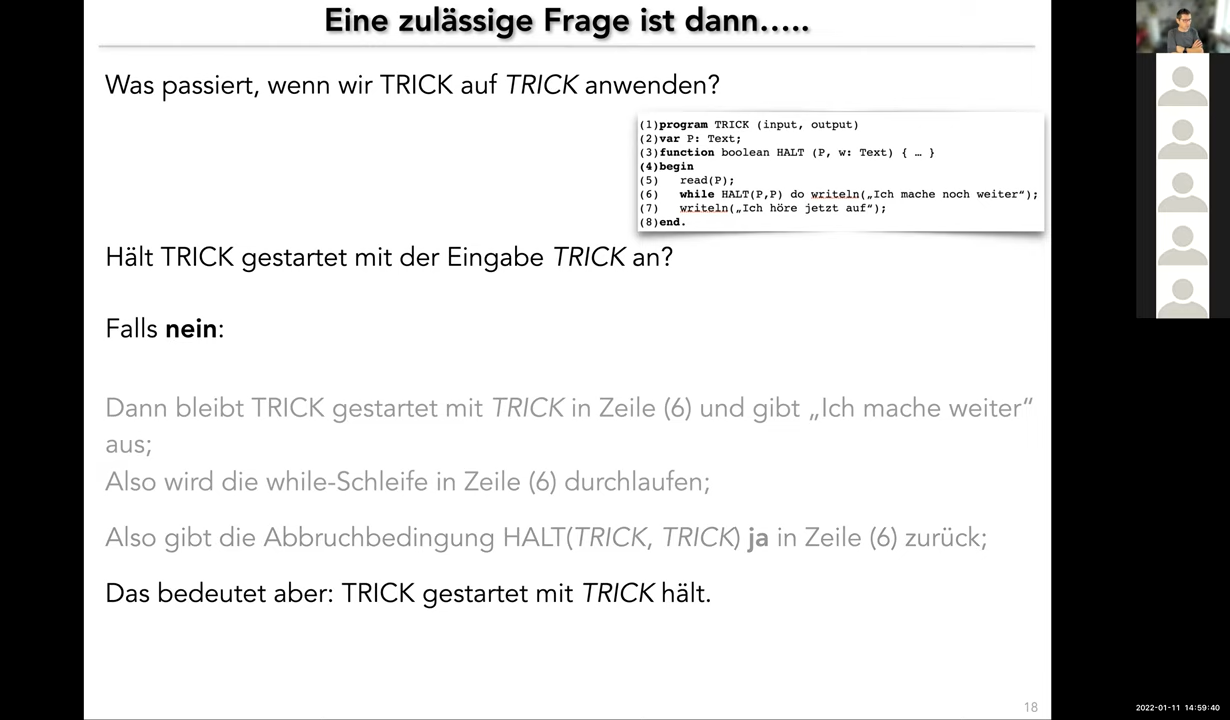 Eine zulässige Frage ist dann.....
Was passiert, wenn wir TRICK auf TRICK anwenden?
(1)program TRICK (input, output)
(2)var P: Text;
(3)function boolean HALT (P, w: Text) { … }
(4)begin
(5)   read(P);
(6)   while HALT(P,P) do writeln(„Ich mache noch weiter“);
(7)   writeln(„Ich höre jetzt auf“);
(8)end.
Hält TRICK gestartet mit der Eingabe TRICK an?
Falls nein:
Dann bleibt TRICK gestartet mit TRICK in Zeile (6) und gibt „Ich mache weiter“
aus;
Also wird die while-Schleife in Zeile (6) durchlaufen;
Also gibt die Abbruchbedingung HALT(TRICK, TRICK) ja in Zeile (6) zurück;
Das bedeutet aber: TRICK gestartet mit TRICK hält.
18
2022-01-11 14:59:40